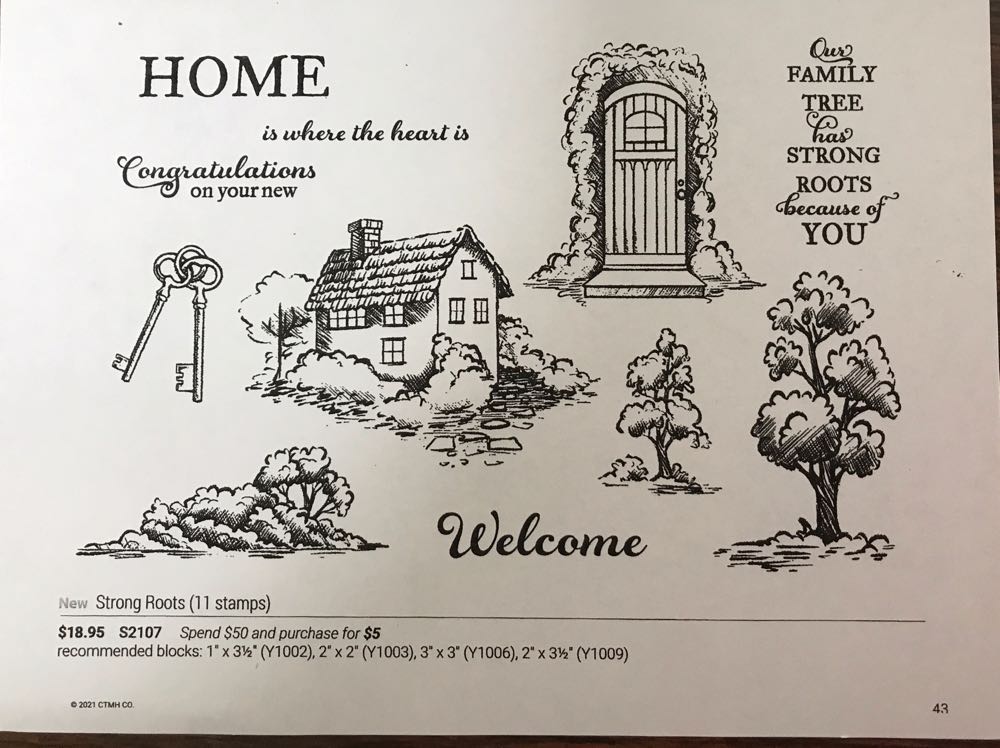 HOME
is where the heart is
Congratulations
on your new
Our
FAMILY
TREE
has
STRONG
ROOTS
because of
YOU
Welcome
New Strong Roots (11 stamps)
$18.95 S2107 Spend $50 and purchase for $5
recommended blocks: 1" x 3½" (Y1002), 2" x 2" (Y1003), 3" x 3" (Y1006), 2" x 3½" (Y1009)
© 2021 CTMH CO.
43